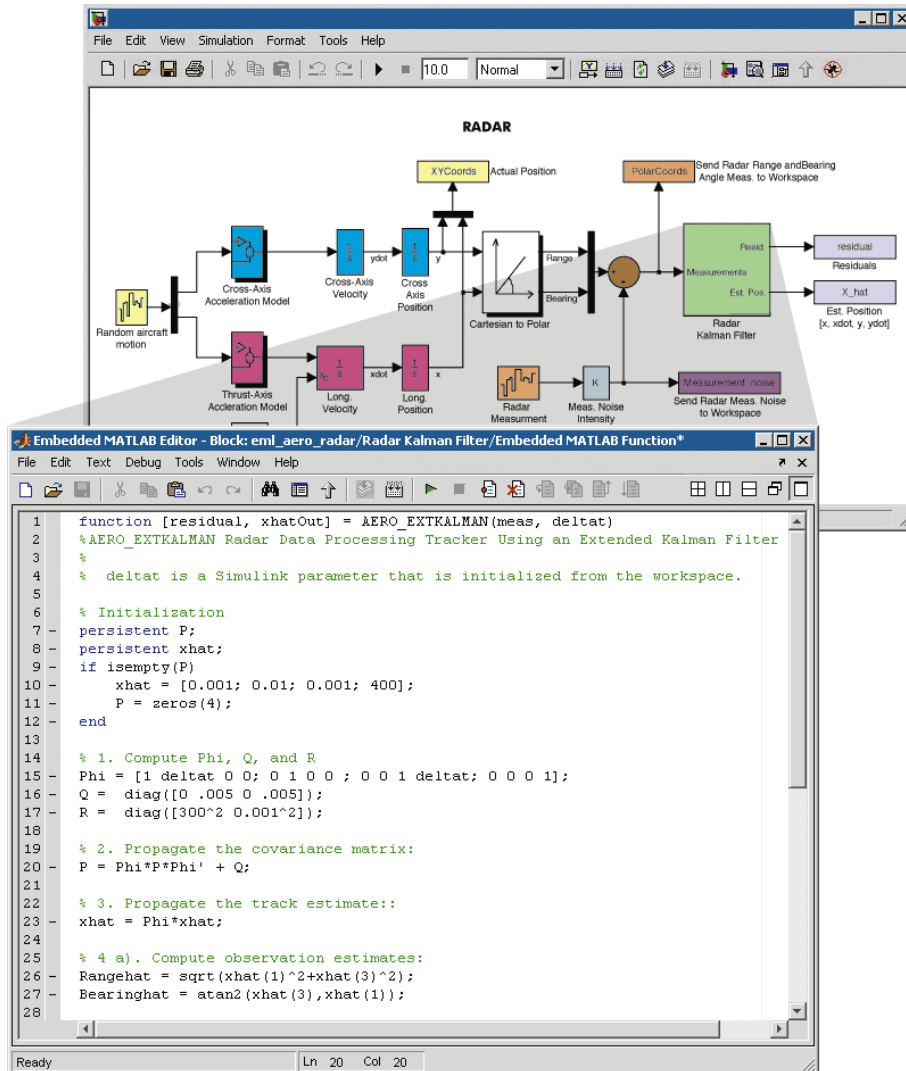 File Edit View Simulation Format Tools Help
10.0 Normal
RADAR
XYCoords Actual Position
PolarCoords Send Radar Range andBearing
Angle Meas. to Workspace
Resid.
residual
Residuals
Measurements
Est. Pos.
X_hat
Est. Position
[x, xdot, y, ydot]
Radar
Kalman Filter
Range
Bearing
Cartesian to Polar
1
s
ydot
1
s
y
Cross-Axis
Velocity
Cross
Axis
Position
Cross-Axis
Acceleration Model
Random aircraft
motion
Thrust-Axis
Accleration Model
1
s
xdot
1
s
x
Long.
Velocity
Long.
Position
Radar
Measurment
K
Meas. Noise
Intensity
Measurement noise
Send Radar Meas. Noise
to Workspace
Embedded MATLAB Editor - Block: eml_aero_radar/Radar Kalman Filter/Embedded MATLAB Function*
File Edit Text Debug Tools Window Help
1 function [residual, xhatOut] = AERO_EXTKALMAN(meas, deltat)
2 %AERO_EXTKALMAN Radar Data Processing Tracker Using an Extended Kalman Filter
3 %
4 % deltat is a Simulink parameter that is initialized from the workspace.
5
6 % Initialization
7 - persistent P;
8 - persistent xhat;
9 - if isempty(P)
10 - xhat = [0.001; 0.01; 0.001; 400];
11 - P = zeros(4);
12 - end
13
14 % 1. Compute Phi, Q, and R
15 - Phi = [1 deltat 0 0; 0 1 0 0 ; 0 0 1 deltat; 0 0 0 1];
16 - Q = diag([0 .005 0 .005]);
17 - R = diag([300^2 0.001^2]);
18
19 % 2. Propagate the covariance matrix:
20 - P = Phi*P*Phi' + Q;
21
22 % 3. Propagate the track estimate::
23 - xhat = Phi*xhat;
24
25 % 4 a). Compute observation estimates:
26 - Rangehat = sqrt(xhat(1)^2+xhat(3)^2);
27 - Bearinghat = atan2(xhat(3),xhat(1));
28
Ready Ln 20 Col 20